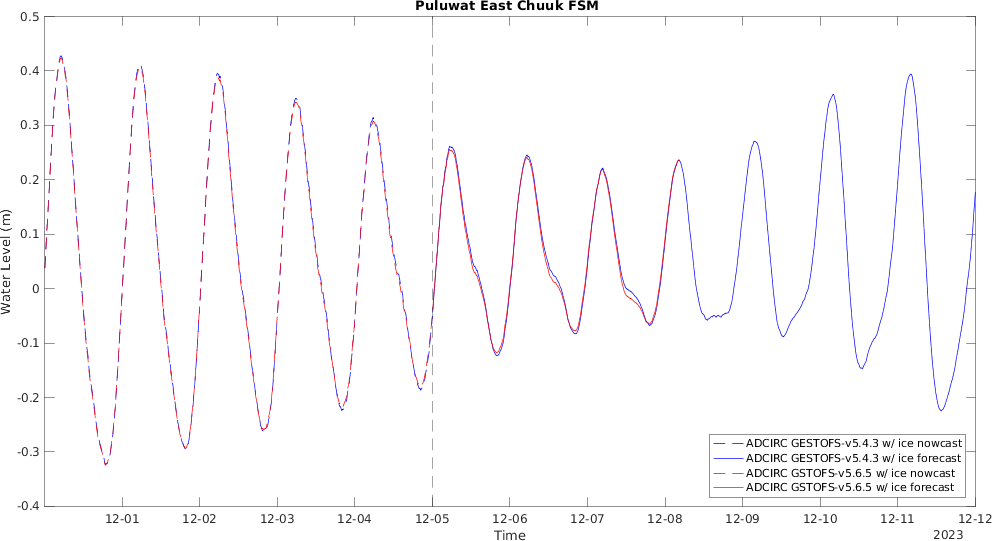 Puluwat East Chuuk FSM
Water Level (m)
0.5
0.4
0.3
0.2
0.1
0
-0.1
-0.2
-0.3
-0.4
ADCIRC GESTOFS-v5.4.3 w/ ice nowcast
ADCIRC GESTOFS-v5.4.3 w/ ice forecast
ADCIRC GSTOFS-v5.6.5 w/ ice nowcast
ADCIRC GSTOFS-v5.6.5 w/ ice forecast
12-01 12-02 12-03 12-04 12-05 12-06 12-07 12-08 12-09 12-10 12-11 12-12
Time
2023